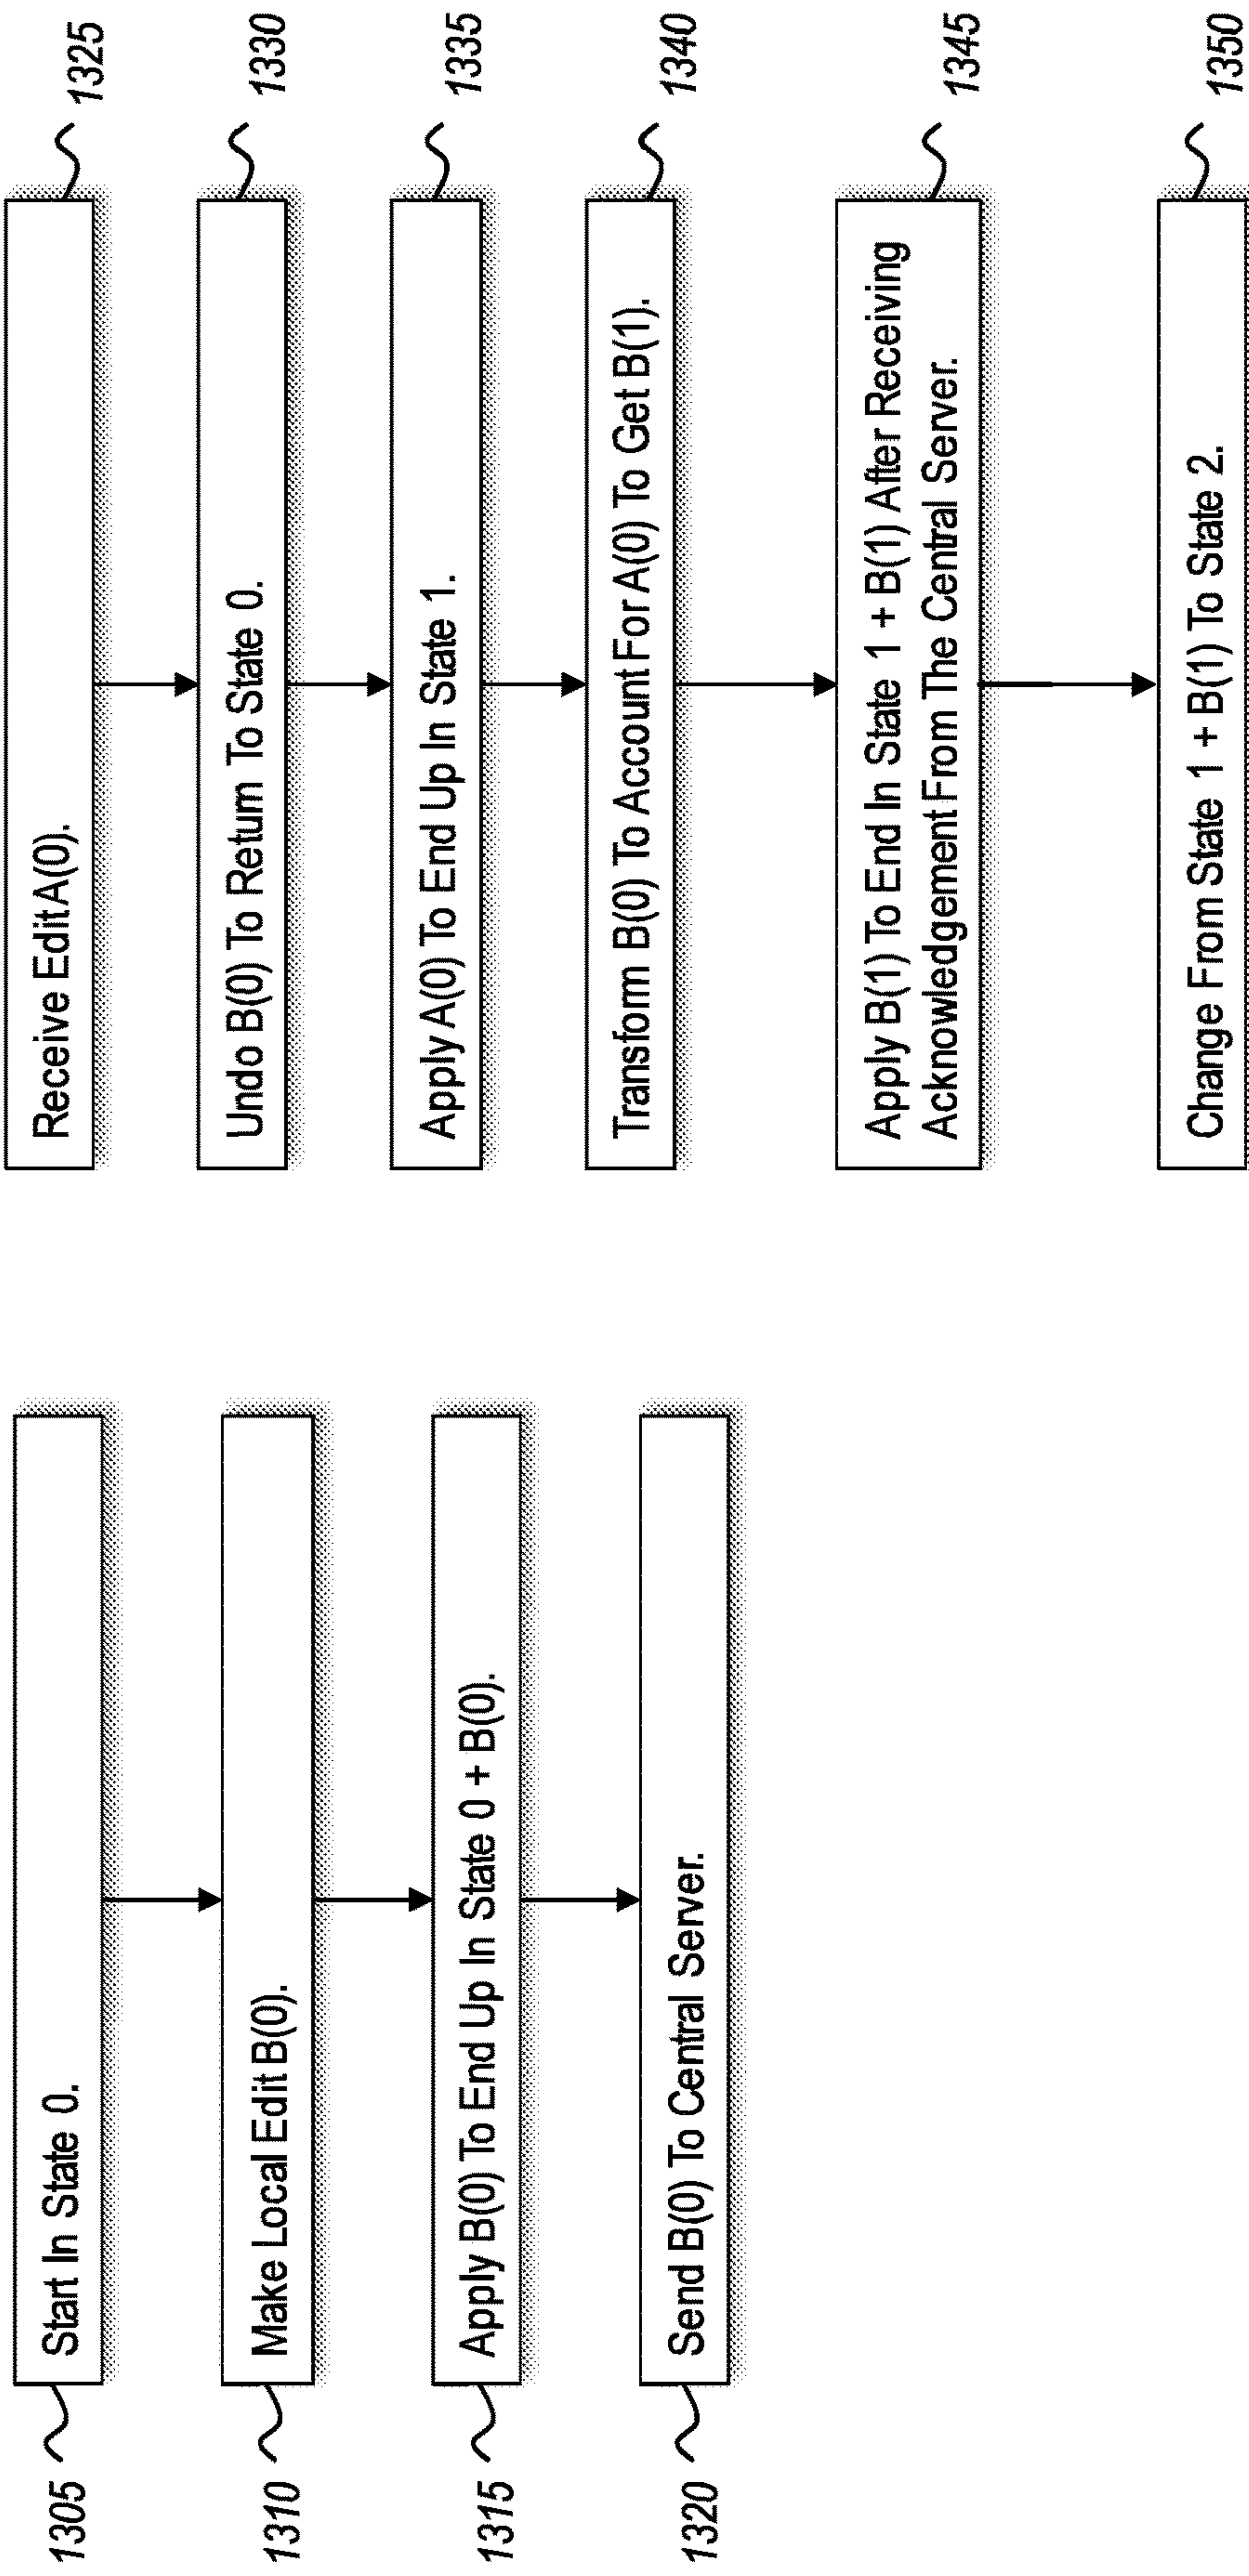 1305
Start In State 0.
1310
Make Local Edit B(0).
1315
Apply B(0) To End Up In State 0 + B(0).
1320
Send B(0) To Central Server.
Receive Edit A(0).
1325
Undo B(0) To Return To State 0.
1330
Apply A(0) To End Up In State 1.
1335
Transform B(0) To Account For A(0) To Get B(1).
1340
Apply B(1) To End In State 1 + B(1) After Receiving
Acknowledgement From The Central Server.
1345
Change From State 1 + B(1) To State 2.
1350